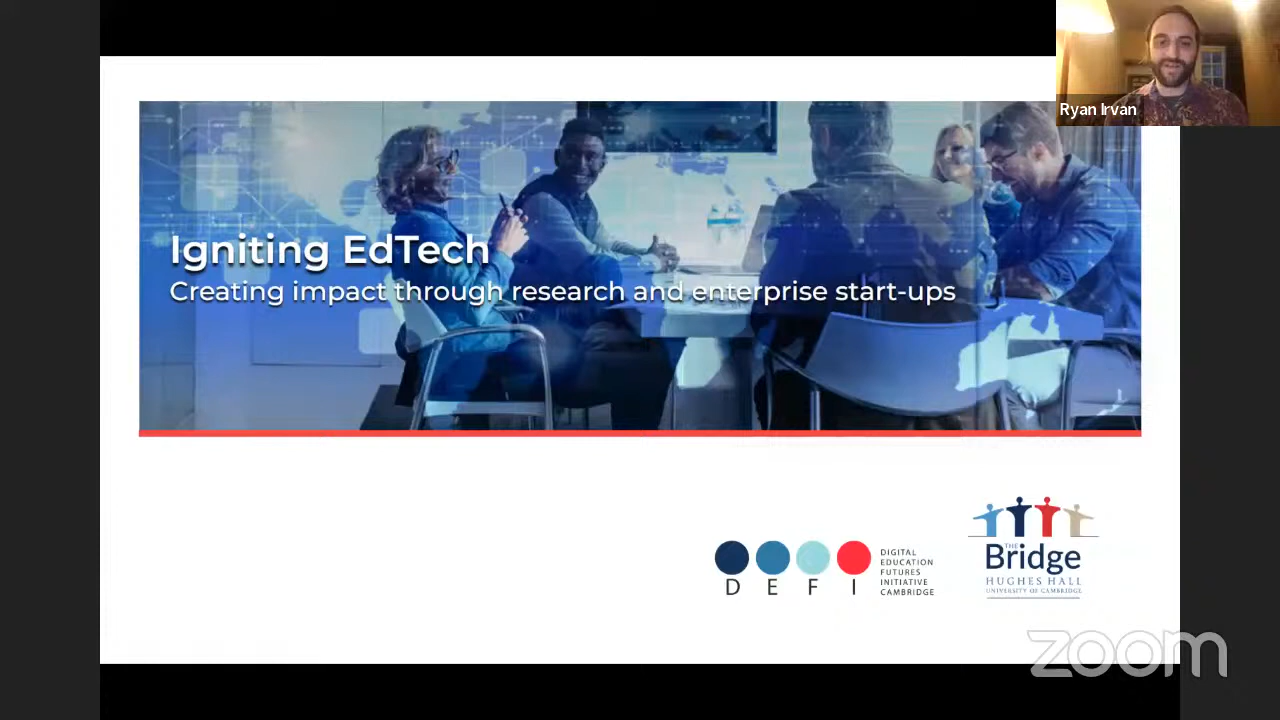 Ryan Irvan
Igniting EdTech
Creating impact through research and enterprise start-ups
DEFI
DIGITAL
EDUCATION
FUTURES
INITIATIVE
CAMBRIDGE
THE
Bridge
HUGHES HALL
UNIVERSITY OF CAMBRIDGE
zoom